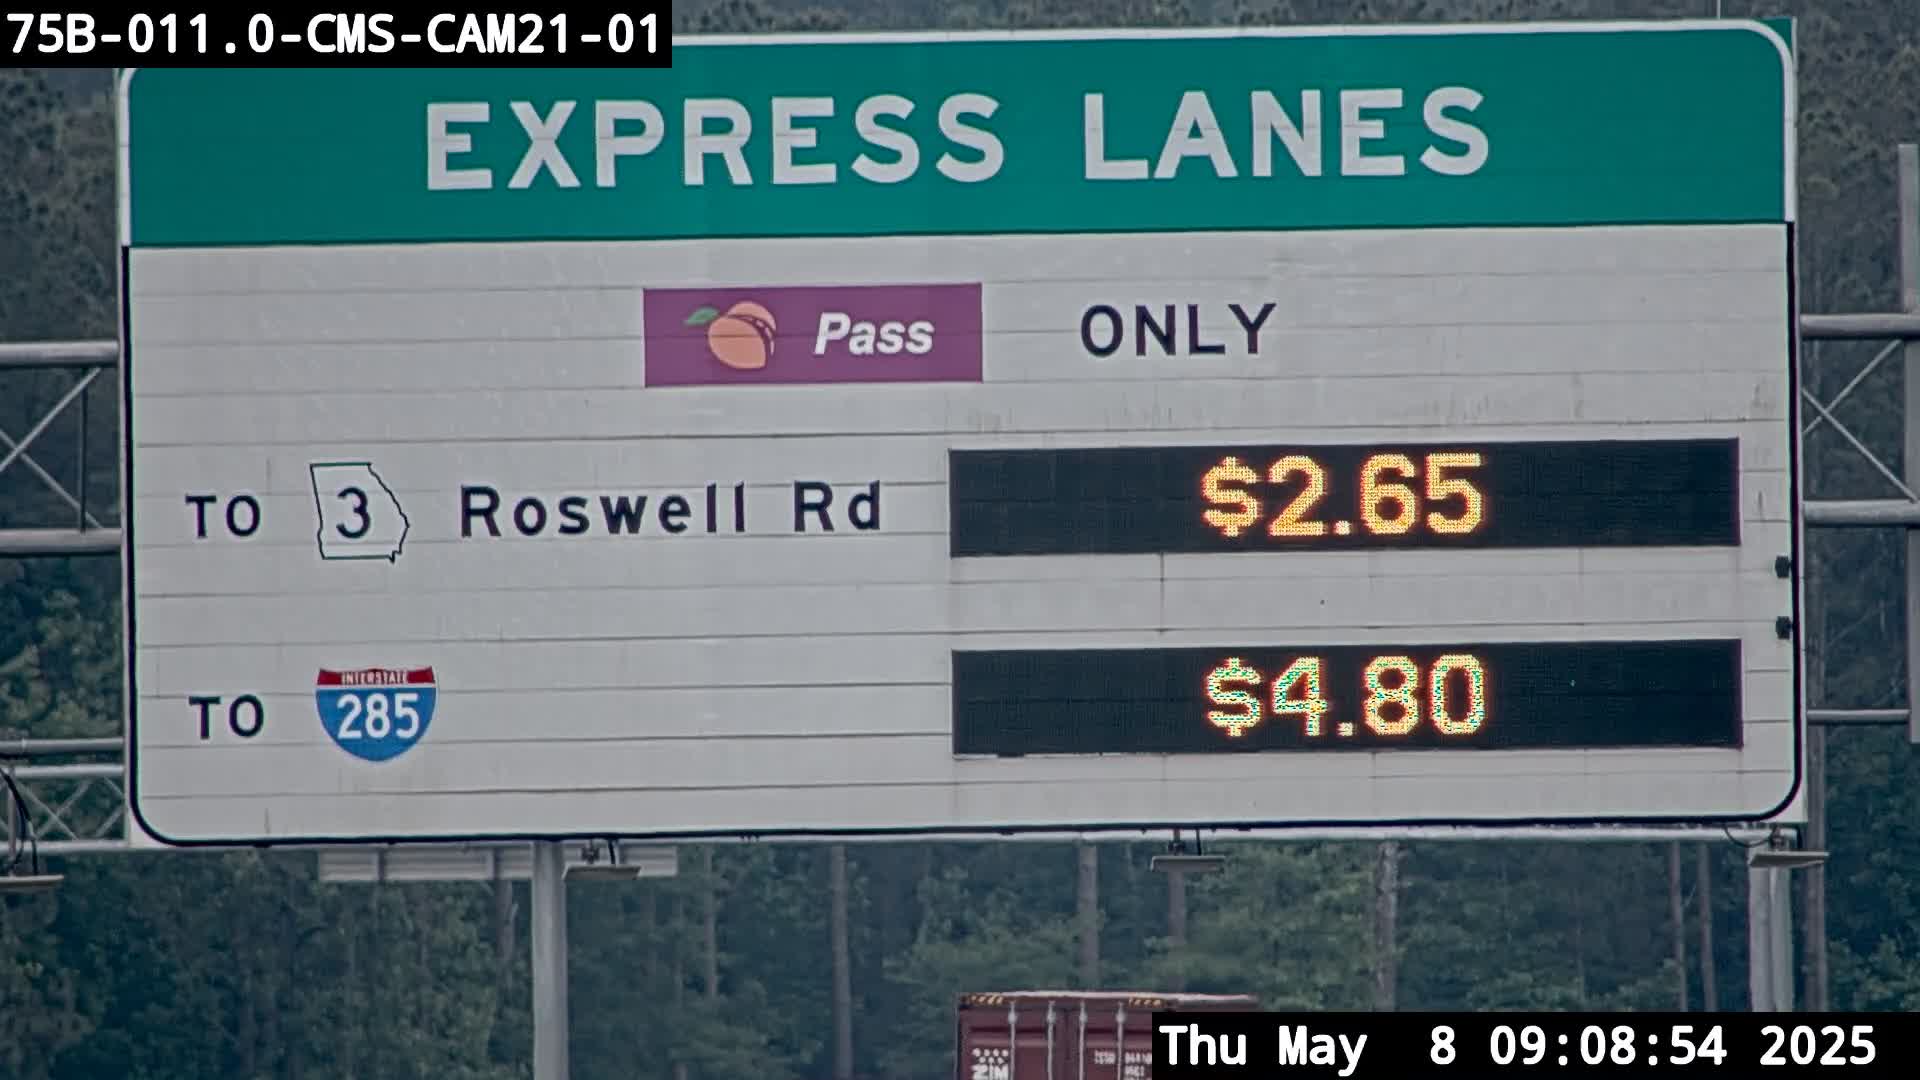 75B-011.0-CMS-CAM21-01
EXPRESS LANES
Pass ONLY
TO 3 Roswell Rd $2.65
TO INTERSTATE 285 $4.80
ZIM
Thu May 8 09:08:54 2025